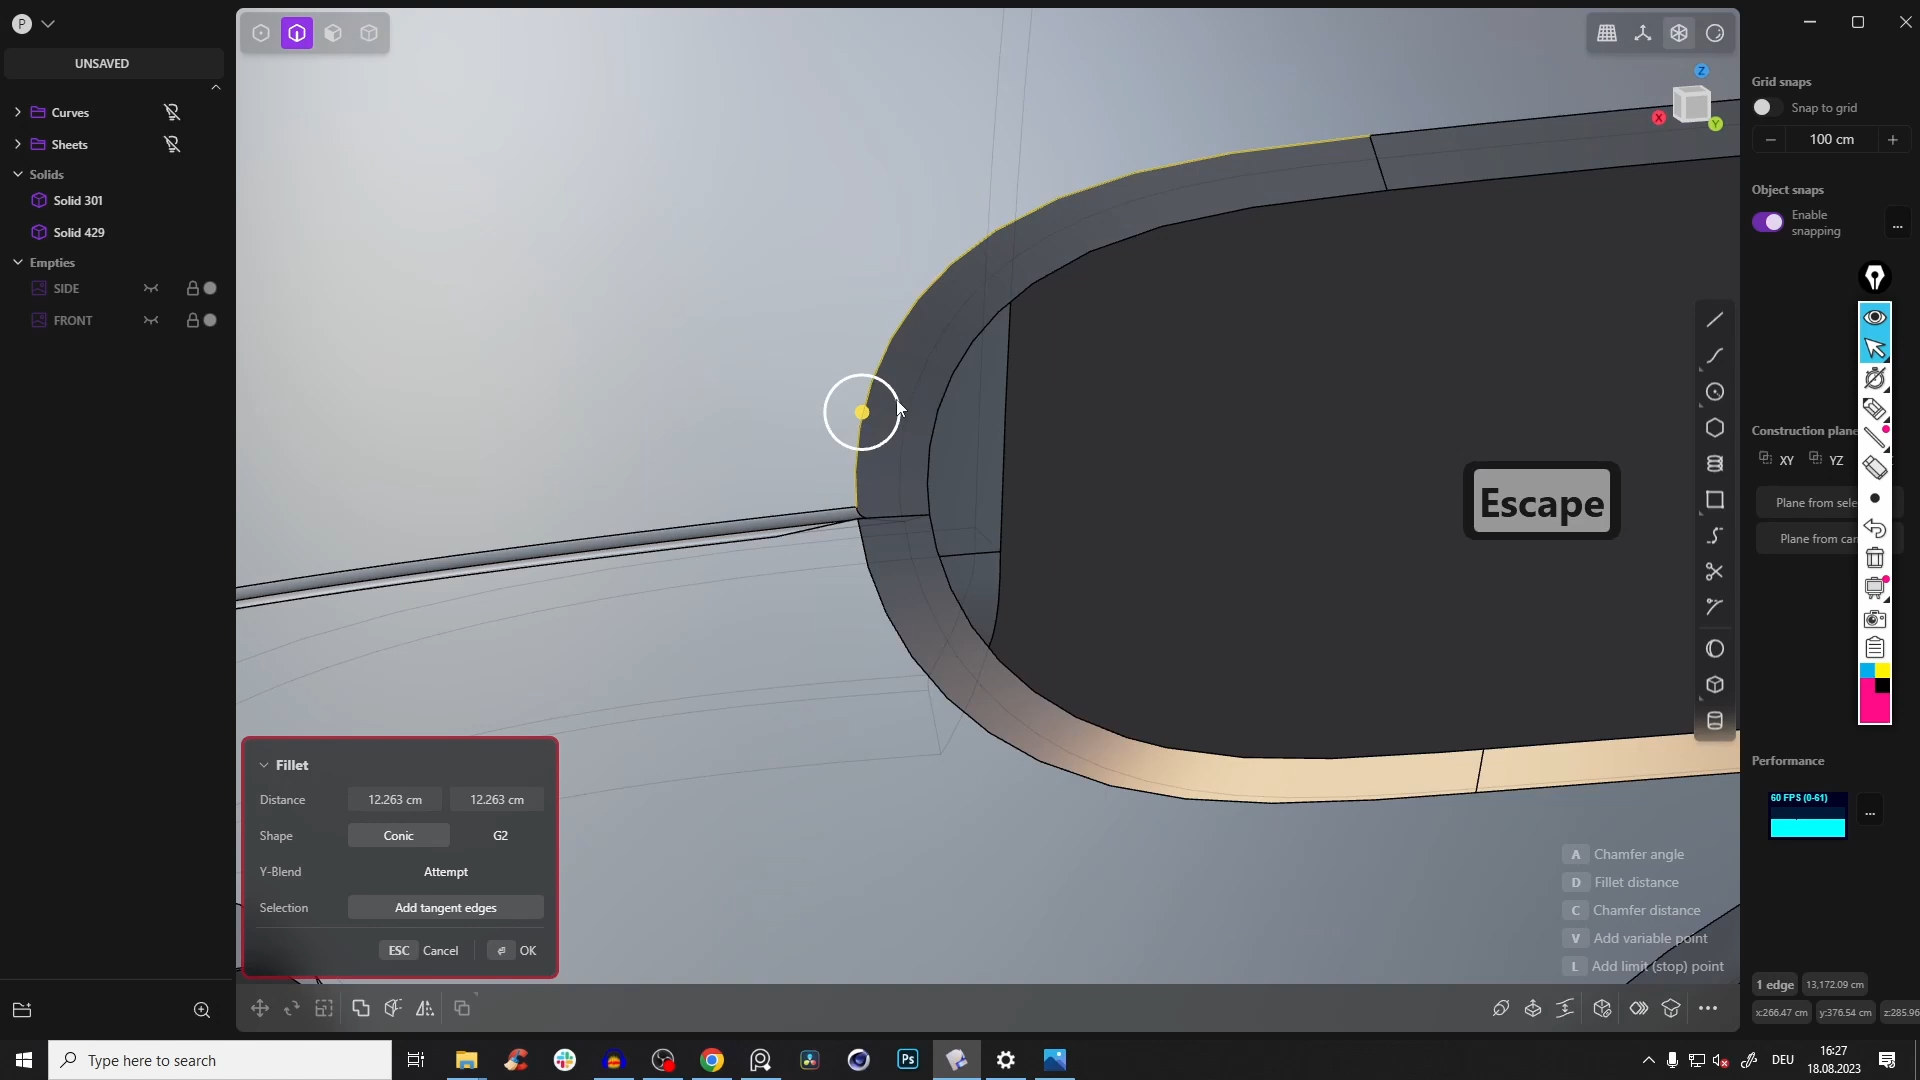 P
UNSAVED
Curves
Sheets
Solids
Solid 301
Solid 429
Empties
SIDE
FRONT
Z
X
Y
Grid snaps
Snap to grid
100 cm
Object snaps
Enable
snapping
...
Construction plane
XY
YZ
Plane from sele
Plane from can
Performance
60 FPS (0-61)
...
Escape
Fillet
Distance
12.263 cm
12.263 cm
Shape
Conic
G2
Y-Blend
Attempt
Selection
Add tangent edges
ESC Cancel
OK
A Chamfer angle
D Fillet distance
C Chamfer distance
V Add variable point
L Add limit (stop) point
1 edge
13,172.09 cm
x:266.47 cm
y:376.54 cm
z:285.96
Type here to search
Ps
DEU
16:27
18.08.2023